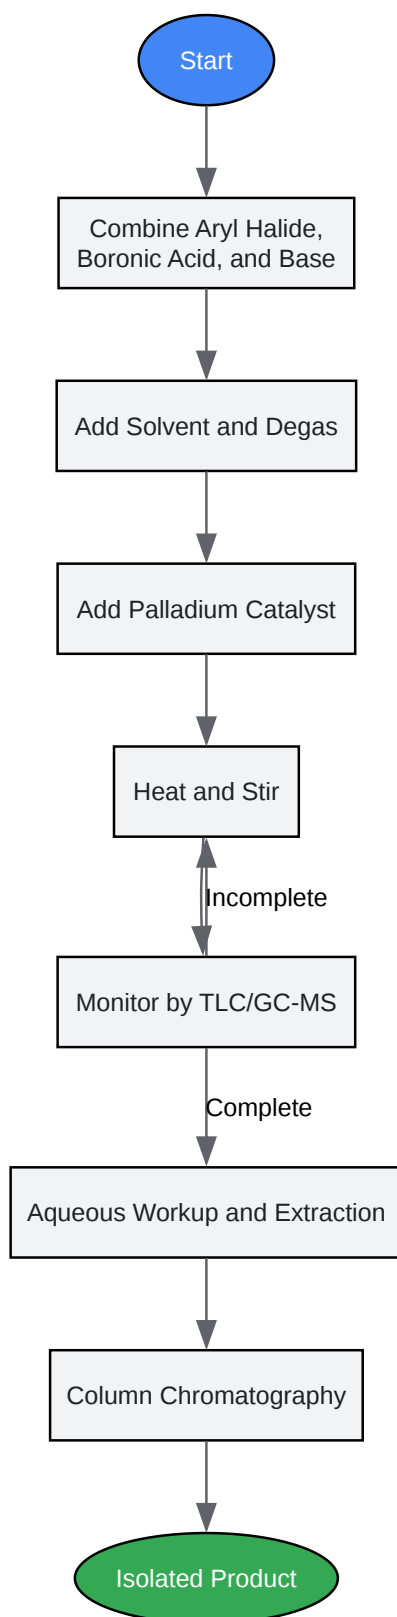 Start
Combine Aryl Halide,
Boronic Acid, and Base
Add Solvent and Degas
Add Palladium Catalyst
Heat and Stir
Incomplete
Monitor by TLC/GC-MS
Complete
Aqueous Workup and Extraction
Column Chromatography
Isolated Product